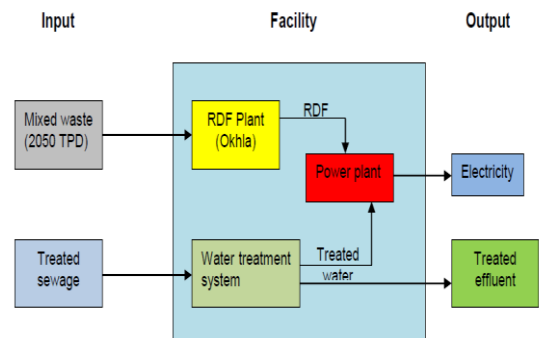 Input Facility Output
Mixed waste
(2050 TPD)
RDF Plant
(Okhla)
RDF
Power plant
Electricity
Treated
sewage
Water treatment
system
Treated
water
Treated
effluent